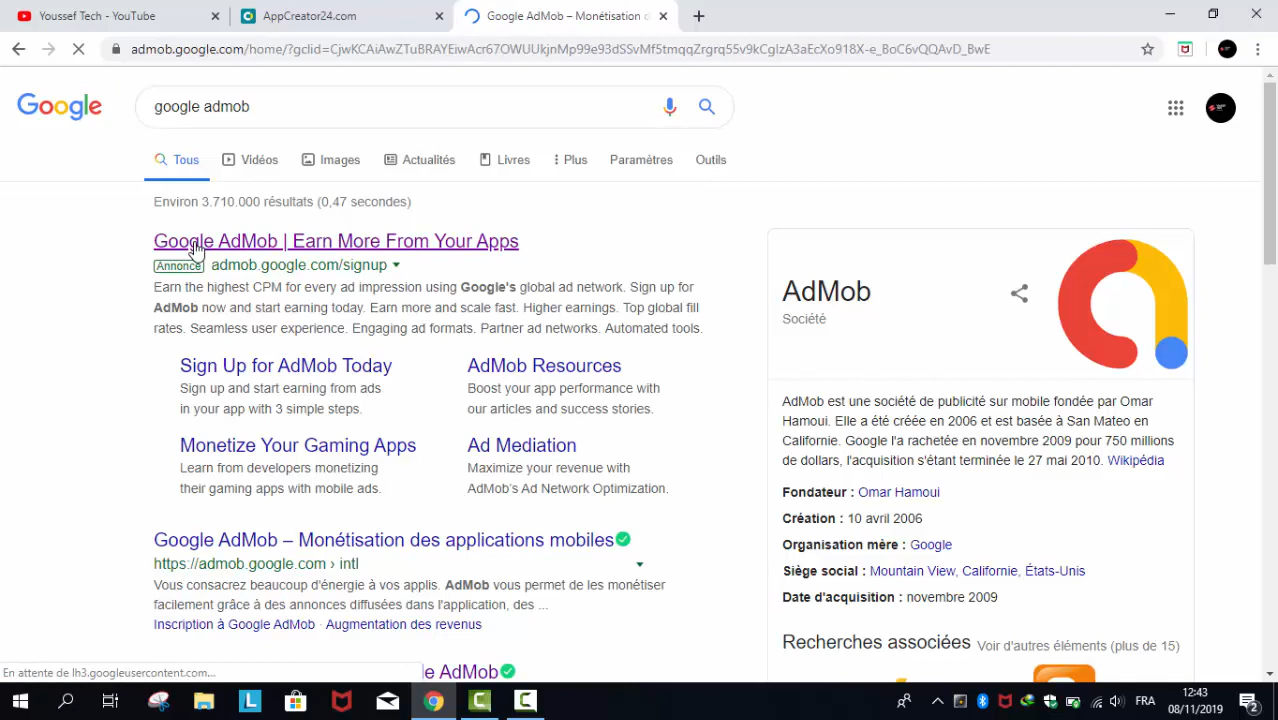 Youssef Tech - YouTube
AppCreator24.com
Google AdMob – Monétisation d
admob.google.com/home/?gclid=CjwKCAiAwZTuBRAYEiwAcr67OWUUkjnMp99e93dSSvMf5tmqqZrgrq55v9kCgIzA3aEcXo918X-e_BoC6vQQAvD_BwE
Google
google admob
Tous
Vidéos
Images
Actualités
Livres
Plus
Paramètres
Outils
Environ 3.710.000 résultats (0,47 secondes)
Google AdMob | Earn More From Your Apps
Annonce admob.google.com/signup
Earn the highest CPM for every ad impression using Google's global ad network. Sign up for
AdMob now and start earning today. Earn more and scale fast. Higher earnings. Top global fill
rates. Seamless user experience. Engaging ad formats. Partner ad networks. Automated tools.
Sign Up for AdMob Today
Sign up and start earning from ads
in your app with 3 simple steps.
AdMob Resources
Boost your app performance with
our articles and success stories.
Monetize Your Gaming Apps
Learn from developers monetizing
their gaming apps with mobile ads.
Ad Mediation
Maximize your revenue with
AdMob's Ad Network Optimization.
Google AdMob – Monétisation des applications mobiles
https://admob.google.com › intl
Vous consacrez beaucoup d'énergie à vos applis. AdMob vous permet de les monétiser
facilement grâce à des annonces diffusées dans l'application, des ...
Inscription à Google AdMob · Augmentation des revenus
e AdMob
AdMob
Société
AdMob est une société de publicité sur mobile fondée par Omar
Hamoui. Elle a été créée en 2006 et est basée à San Mateo en
Californie. Google l'a rachetée en novembre 2009 pour 750 millions
de dollars, l'acquisition s'étant terminée le 27 mai 2010. Wikipédia
Fondateur : Omar Hamoui
Création : 10 avril 2006
Organisation mère : Google
Siège social : Mountain View, Californie, États-Unis
Date d'acquisition : novembre 2009
Recherches associées
Voir d'autres éléments (plus de 15)
En attente de lh3.googleusercontent.com...
FRA
12:43
08/11/2019
2